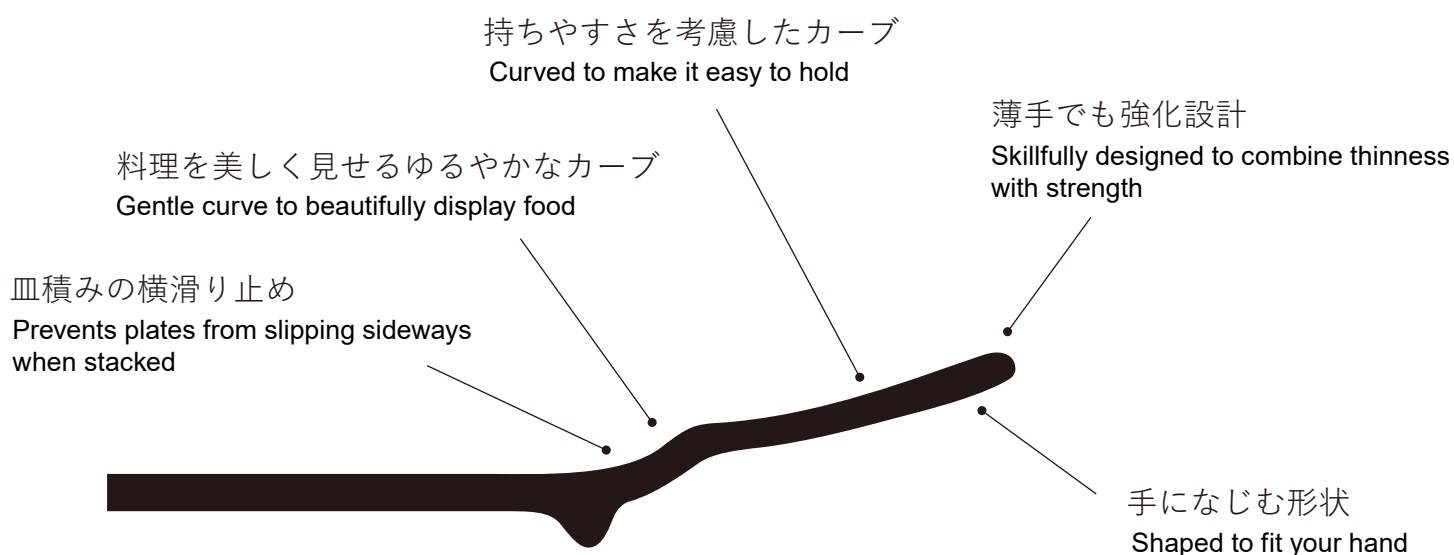 持ちやすさを考慮したカーブ
Curved to make it easy to hold
薄手でも強化設計
Skillfully designed to combine thinness
with strength
料理を美しく見せるゆるやかなカーブ
Gentle curve to beautifully display food
皿積みの横滑り止め
Prevents plates from slipping sideways
when stacked
手になじむ形状
Shaped to fit your hand